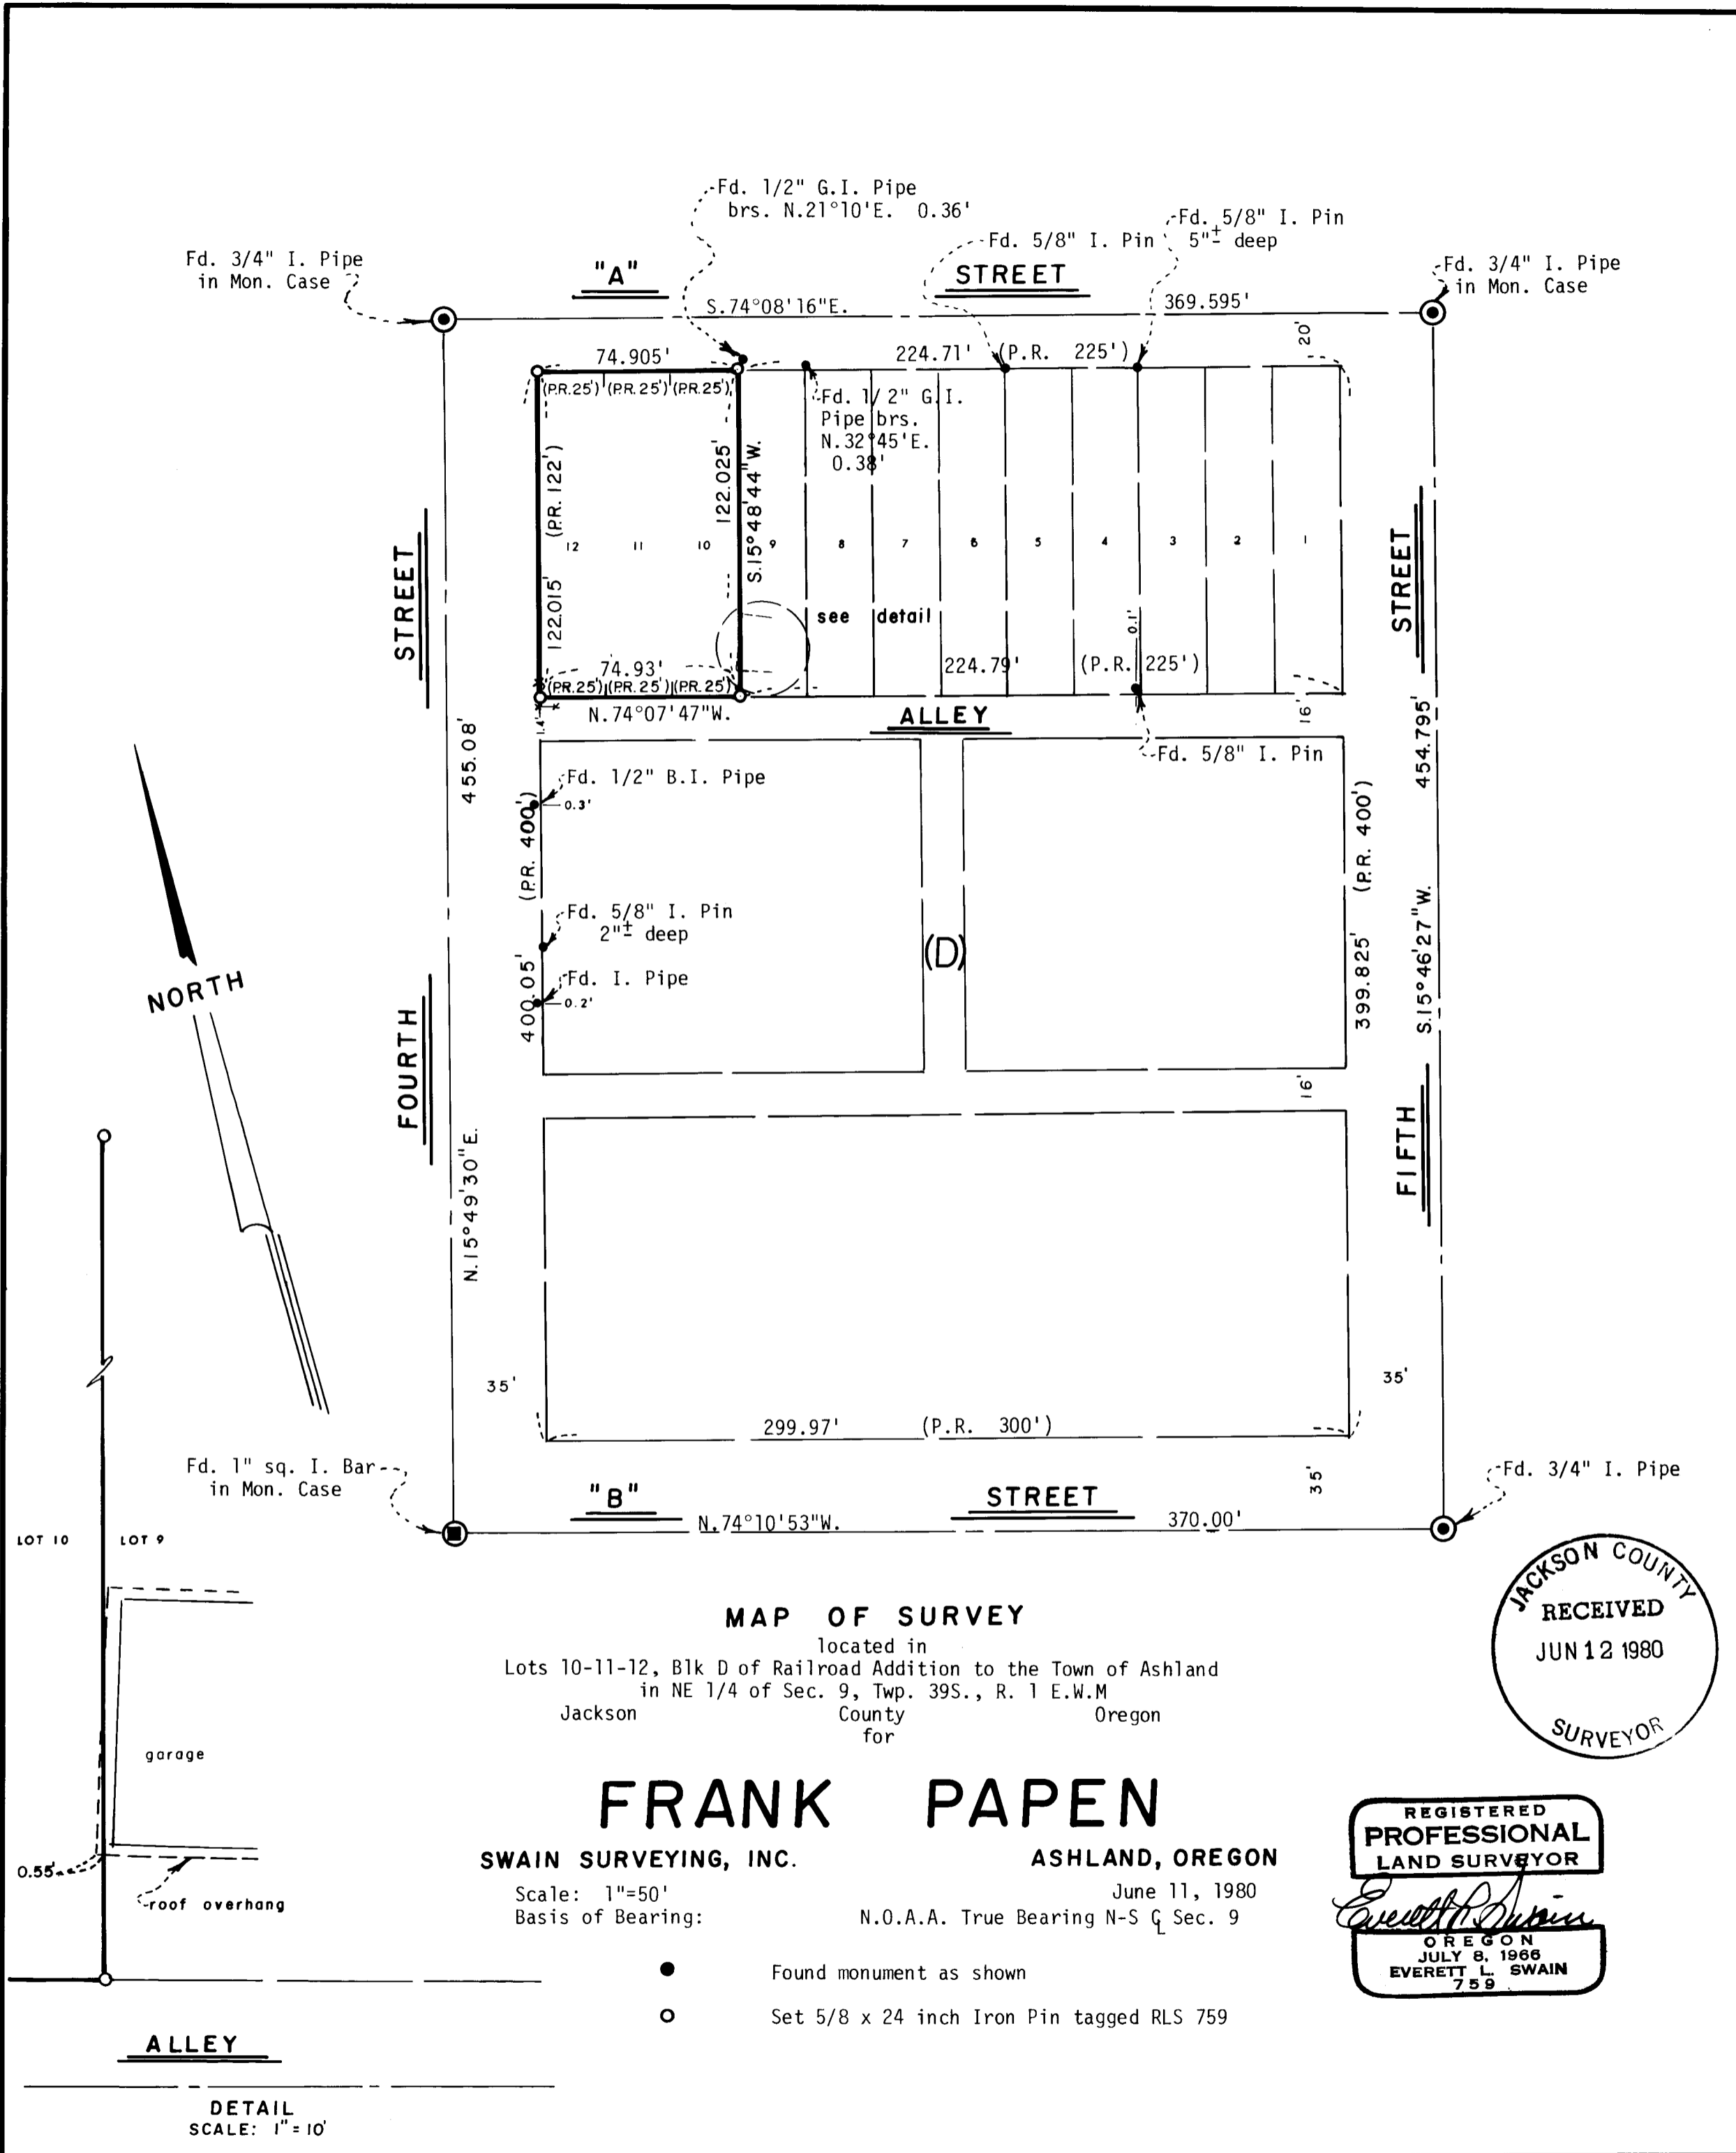 Fd. 1/2" G.I. Pipe
brs. N.21°10'E. 0.36'
Fd. 5/8" I. Pin
5"± deep
Fd. 5/8" I. Pin
Fd. 3/4" I. Pipe
in Mon. Case
Fd. 3/4" I. Pipe
in Mon. Case
"A" STREET
S.74°08'16"E. 369.595'
20'
74.905'
224.71' (P.R. 225')
(P.R.25') (P.R.25') (P.R.25')
Fd. 1/2" G.I.
Pipe brs.
N.32°45'E.
0.38'
(P.R. 122')
122.015'
122.025'
S.15°48'44"W.
12 11 10 9 8 7 6 5 4 3 2 1
see detail
0.1'
74.93'
224.79' (P.R. 225')
(P.R.25') (P.R.25') (P.R.25')
N.74°07'47"W.
1.4'
ALLEY
16'
Fd. 5/8" I. Pin
FOURTH STREET
455.08'
N.15°49'30"E.
FIFTH STREET
454.795'
S.15°46'27"W.
Fd. 1/2" B.I. Pipe
0.3'
(P.R. 400')
400.05'
Fd. 5/8" I. Pin
2"± deep
Fd. I. Pipe
0.2'
(D)
(P.R. 400')
399.825'
16'
NORTH
35'
35'
299.97' (P.R. 300')
35'
Fd. 1" sq. I. Bar
in Mon. Case
Fd. 3/4" I. Pipe
"B" STREET
N.74°10'53"W. 370.00'
LOT 10 LOT 9
garage
0.55'
roof overhang
ALLEY
DETAIL
SCALE: 1"=10'
MAP OF SURVEY
located in
Lots 10-11-12, Blk D of Railroad Addition to the Town of Ashland
in NE 1/4 of Sec. 9, Twp. 39S., R. 1 E.W.M
Jackson County Oregon
for
FRANK PAPEN
SWAIN SURVEYING, INC. ASHLAND, OREGON
Scale: 1"=50' June 11, 1980
Basis of Bearing: N.O.A.A. True Bearing N-S ℄ Sec. 9
Found monument as shown
Set 5/8 x 24 inch Iron Pin tagged RLS 759
JACKSON COUNTY
RECEIVED
JUN 12 1980
SURVEYOR
REGISTERED
PROFESSIONAL
LAND SURVEYOR
Everett L. Swain
OREGON
JULY 8, 1966
EVERETT L. SWAIN
759